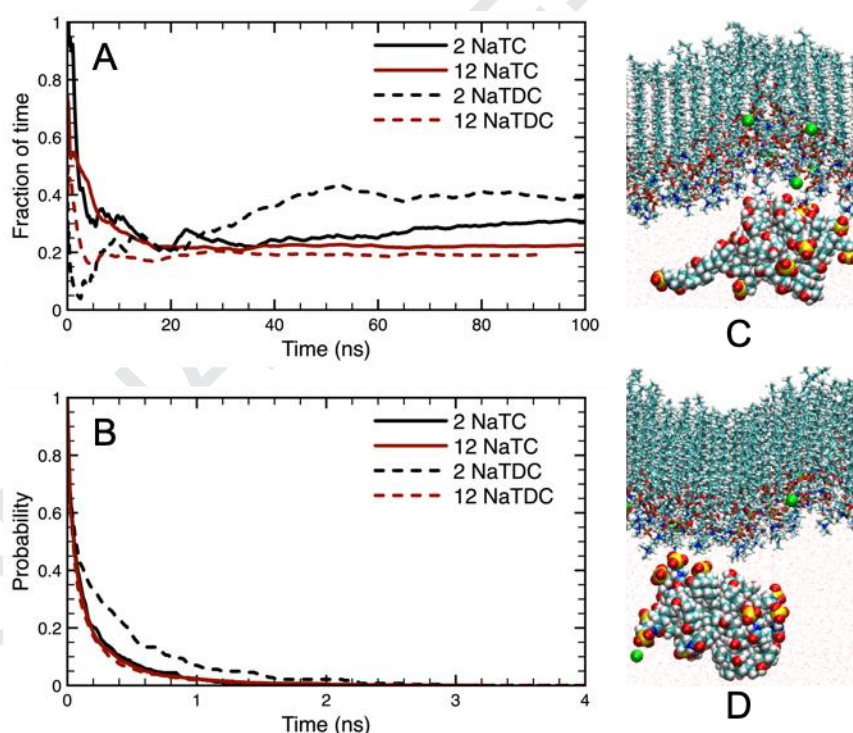 A
2 NaTC
12 NaTC
2 NaTDC
12 NaTDC
1
0.8
0.6
0.4
0.2
0
Fraction of time
0
20
40
60
80
100
Time (ns)
C
B
2 NaTC
12 NaTC
2 NaTDC
12 NaTDC
1
0.8
0.6
0.4
0.2
0
Probability
0
1
2
3
4
Time (ns)
D